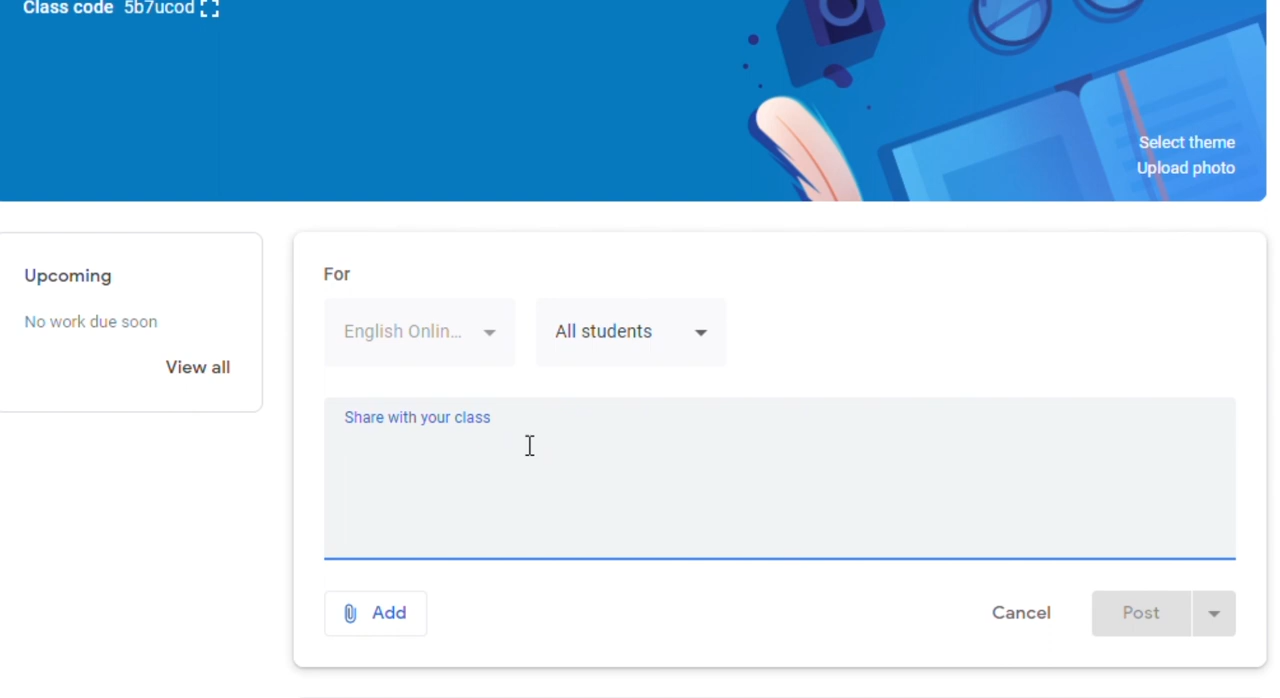 Class code 5b7ucod
Select theme
Upload photo
Upcoming
No work due soon
View all
For
English Onlin...
All students
Share with your class
Add
Cancel
Post